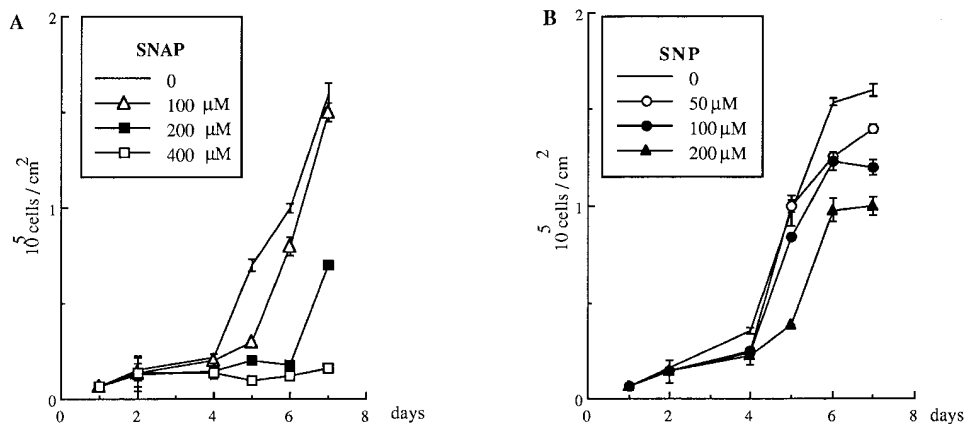 A
SNAP
0
100 μM
200 μM
400 μM
2
1
0
10⁵ cells / cm²
0 2 4 6 8 days
B
SNP
0
50 μM
100 μM
200 μM
2
1
0
10⁵ cells / cm²
0 2 4 6 8 days